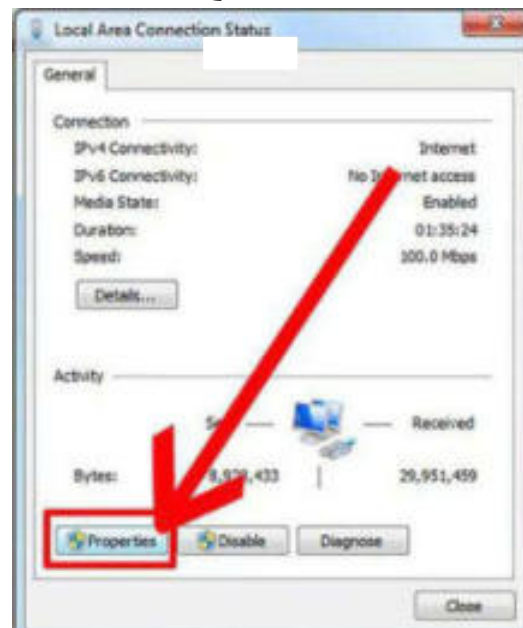 Local Area Connection Status
General
Connection
IPv4 Connectivity: Internet
IPv6 Connectivity: No Internet access
Media State: Enabled
Duration: 01:35:24
Speed: 100.0 Mbps
Details...
Activity
Received
Bytes: 29,951,459
Properties Disable Diagnose
Close